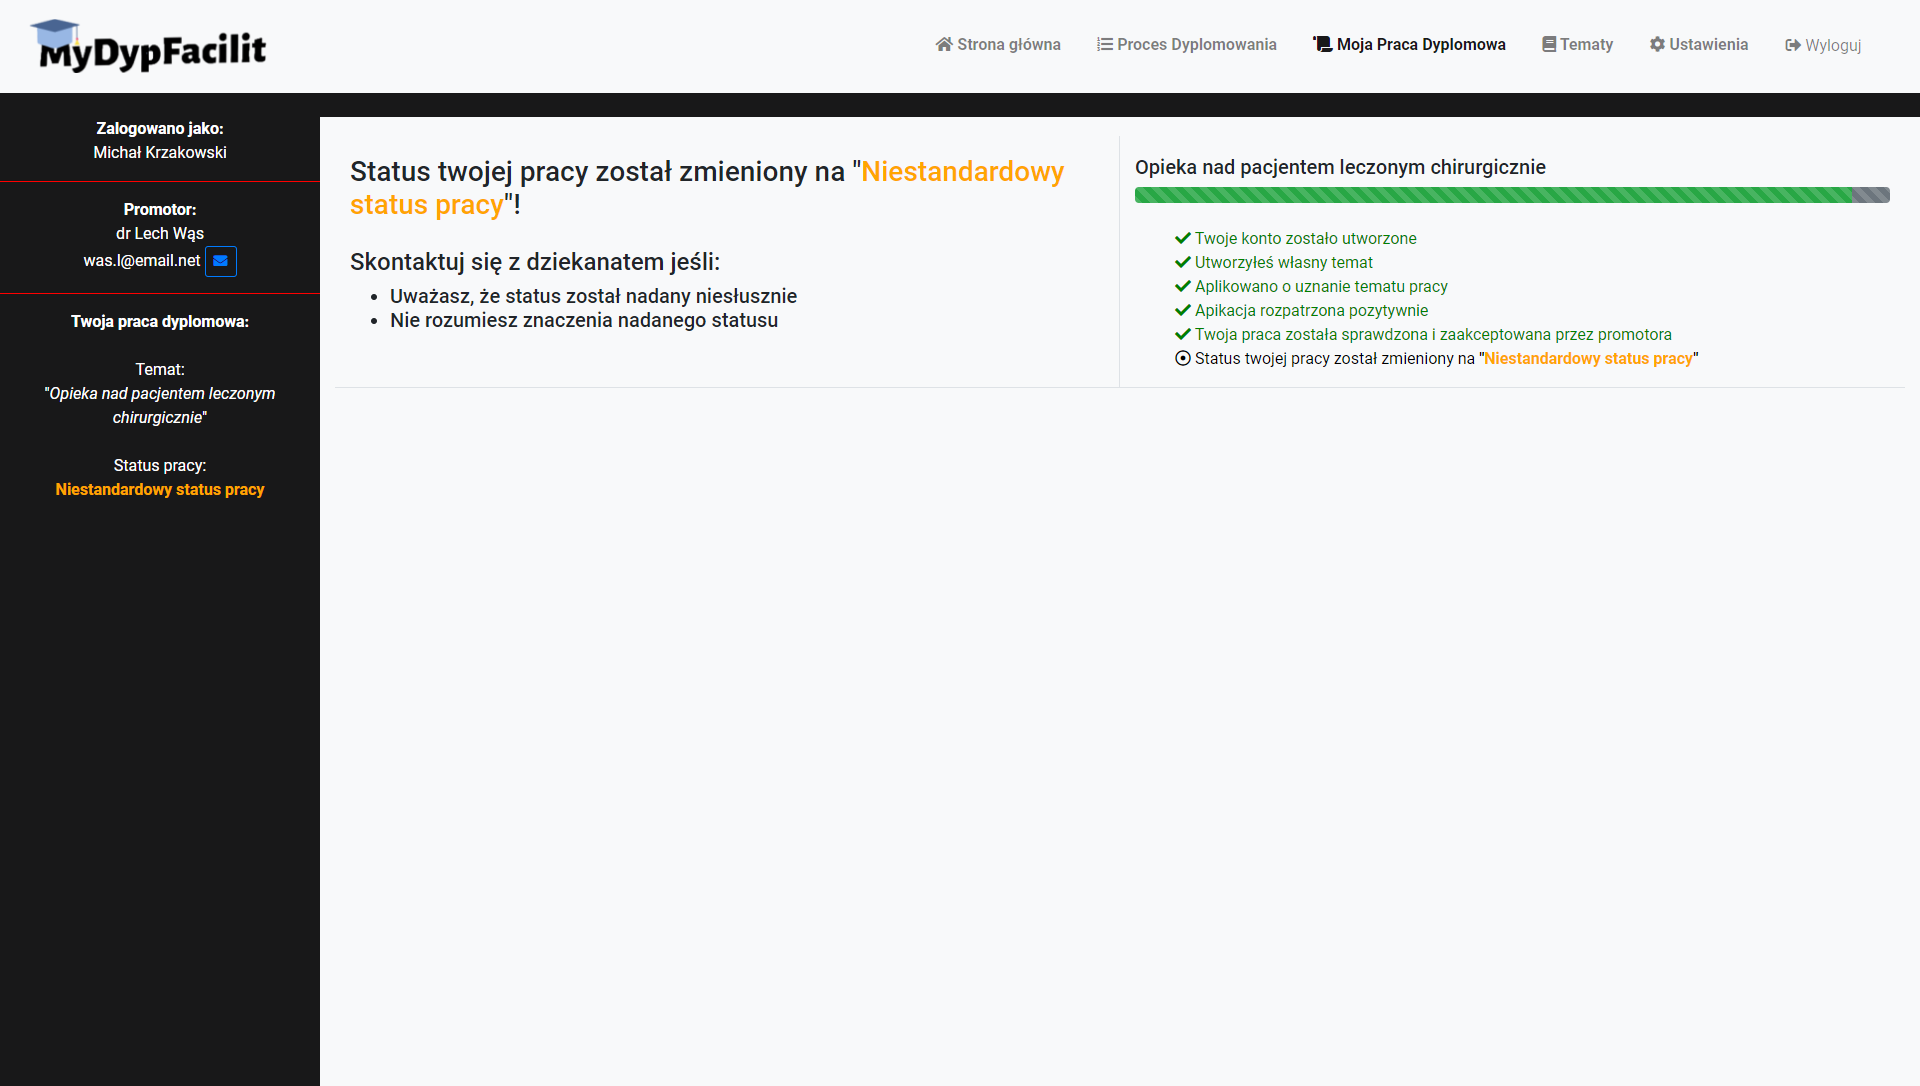 MyDypFacilit
Strona główna
Proces Dyplomowania
Moja Praca Dyplomowa
Tematy
Ustawienia
Wyloguj
Zalogowano jako:
Michał Krzakowski
Promotor:
dr Lech Wąs
was.l@email.net
Twoja praca dyplomowa:
Temat:
"Opieka nad pacjentem leczonym
chirurgicznie"
Status pracy:
Niestandardowy status pracy
Status twojej pracy został zmieniony na "Niestandardowy
status pracy"!
Skontaktuj się z dziekanatem jeśli:
Uważasz, że status został nadany niesłusznie
Nie rozumiesz znaczenia nadanego statusu
Opieka nad pacjentem leczonym chirurgicznie
Twoje konto zostało utworzone
Utworzyłeś własny temat
Aplikowano o uznanie tematu pracy
Apikacja rozpatrzona pozytywnie
Twoja praca została sprawdzona i zaakceptowana przez promotora
Status twojej pracy został zmieniony na "Niestandardowy status pracy"